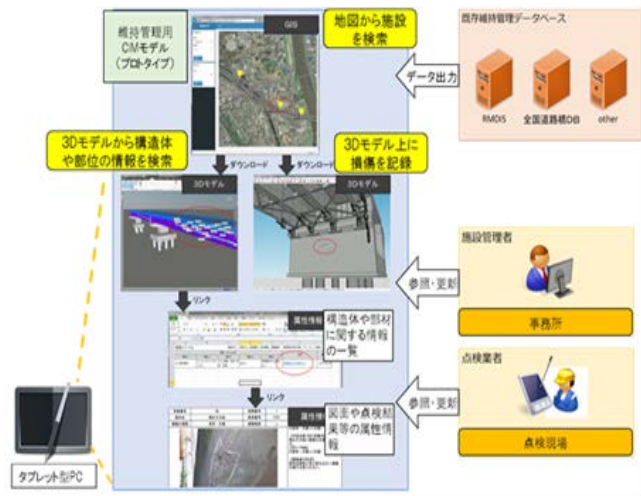 維持管理用
CIMモデル
(プロトタイプ)
GIS
地図から施設
を検索
既存維持管理データベース
データ出力
RMDIS
全国道路橋DB
other
3Dモデルから構造体
や部位の情報を検索
3Dモデル上に
損傷を記録
ダウンロード
ダウンロード
3Dモデル
3Dモデル
施設管理者
参照・更新
事務所
リンク
属性情報
構造体や部材
に関する情報
の一覧
点検業者
参照・更新
点検現場
リンク
属性情報
図面や点検結
果等の属性情
報
タブレット型PC